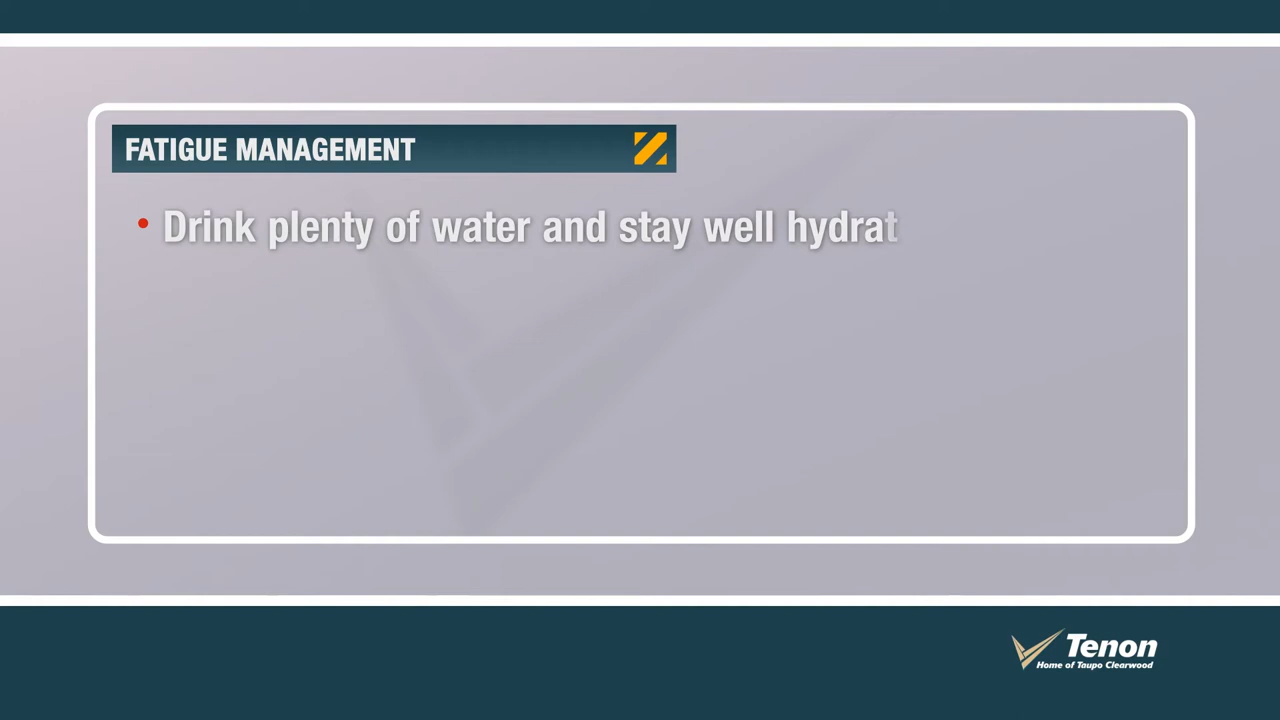 FATIGUE MANAGEMENT
• Drink plenty of water and stay well hydrat
Tenon
Home of Taupo Clearwood